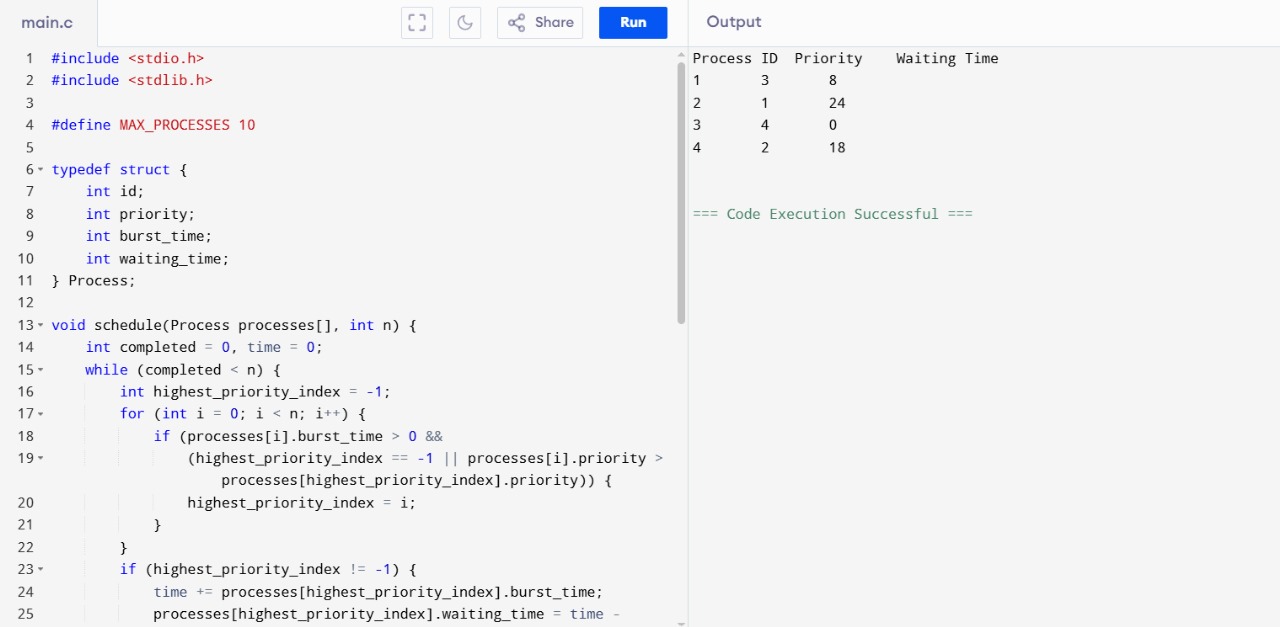 main.c
Share
Run
Output
1 #include <stdio.h>
2 #include <stdlib.h>
3
4 #define MAX_PROCESSES 10
5
6 typedef struct {
7     int id;
8     int priority;
9     int burst_time;
10     int waiting_time;
11 } Process;
12
13 void schedule(Process processes[], int n) {
14     int completed = 0, time = 0;
15     while (completed < n) {
16         int highest_priority_index = -1;
17         for (int i = 0; i < n; i++) {
18             if (processes[i].burst_time > 0 &&
19                 (highest_priority_index == -1 || processes[i].priority >
                    processes[highest_priority_index].priority)) {
20                 highest_priority_index = i;
21             }
22         }
23         if (highest_priority_index != -1) {
24             time += processes[highest_priority_index].burst_time;
25             processes[highest_priority_index].waiting_time = time -
Process ID  Priority    Waiting Time
1       3       8
2       1       24
3       4       0
4       2       18
=== Code Execution Successful ===